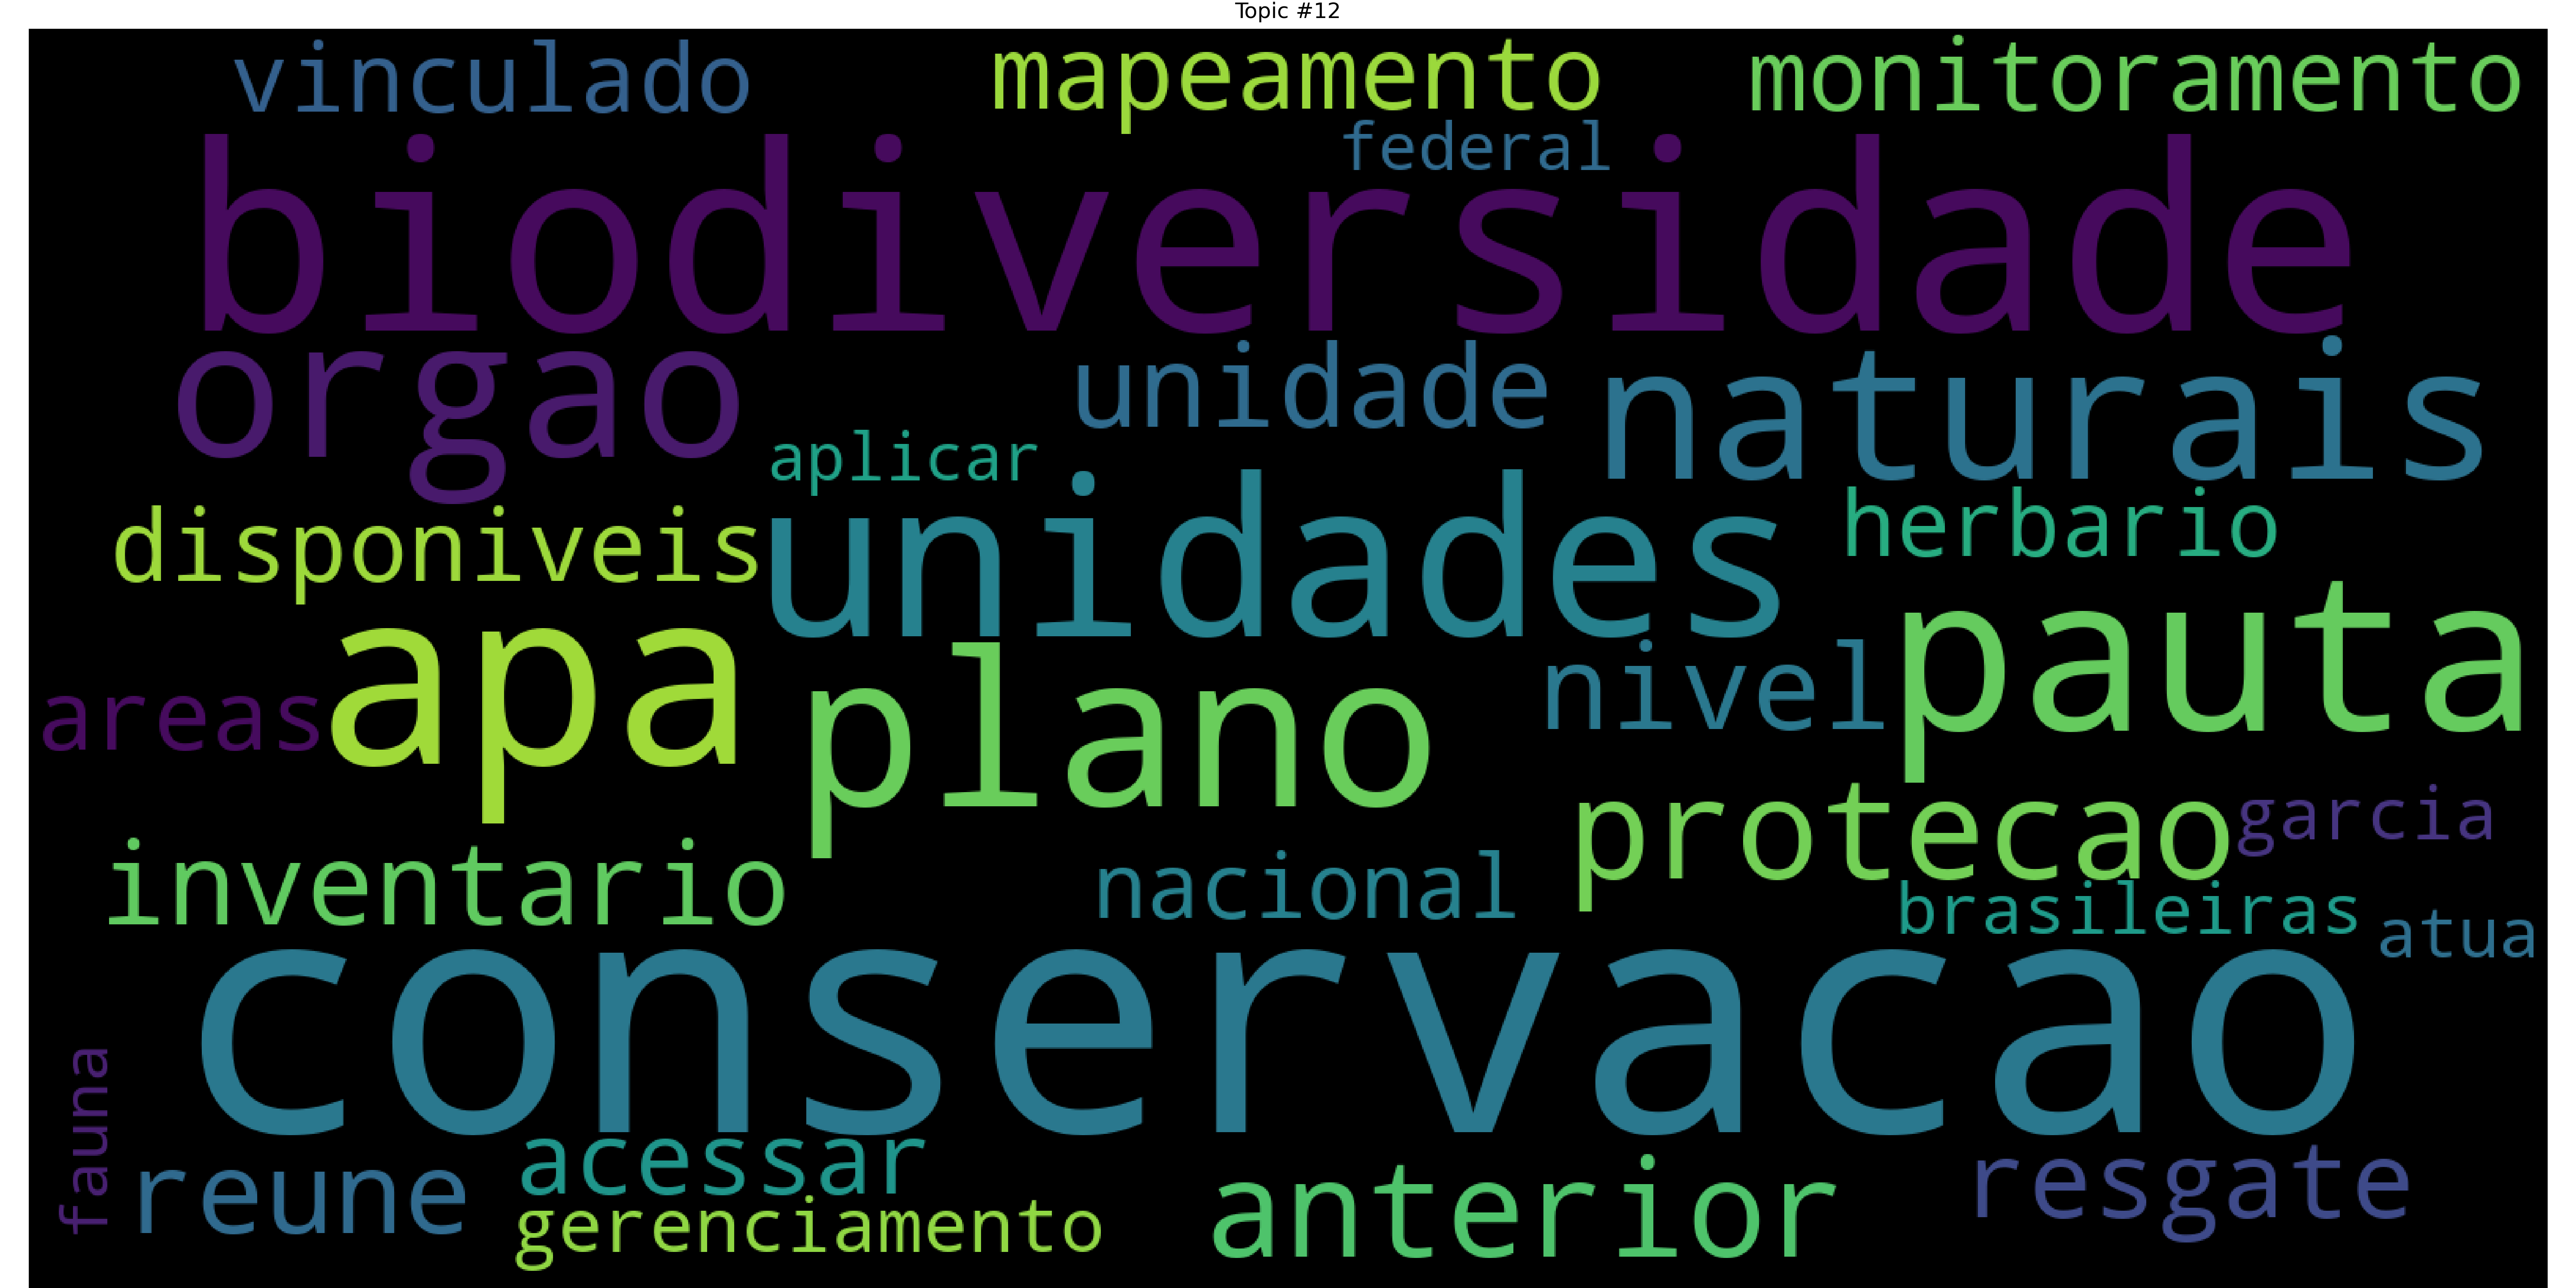 Topic #12
vinculado mapeamento monitoramento
federal
biodiversidade
orgao unidade naturais
aplicar
disponiveis unidades herbario
areas apa plano nivel pauta
protecao garcia
inventario nacional brasileiras atua
conservacao
fauna
reune acessar anterior resgate
gerenciamento